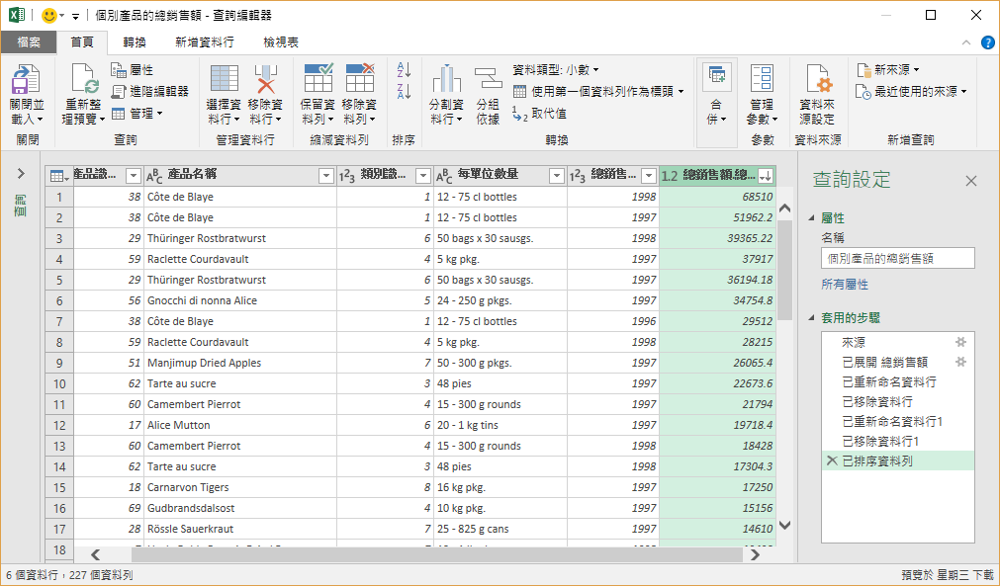 個別產品的總銷售額 - 查詢編輯器
檔案 首頁 轉換 新增資料行 檢視表
關閉並載入 關閉
重新整理預覽 屬性 進階編輯器 管理 查詢
選擇資料行 移除資料行 管理資料行
保留資料列 移除資料列 縮減資料列
排序
分割資料行 分組依據 資料類型: 小數 使用第一個資料列作為標頭 取代值 轉換
合併
管理參數 參數
資料來源設定 資料來源
新來源 最近使用的來源 新增查詢
查詢
產品識... ABC 產品名稱 123 類別識... ABC 每單位數量 123 總銷售... 1.2 總銷售額.總...
1 38 Côte de Blaye 1 12 - 75 cl bottles 1998 68510
2 38 Côte de Blaye 1 12 - 75 cl bottles 1997 51962.2
3 29 Thüringer Rostbratwurst 6 50 bags x 30 sausgs. 1998 39365.22
4 59 Raclette Courdavault 4 5 kg pkg. 1997 37917
5 29 Thüringer Rostbratwurst 6 50 bags x 30 sausgs. 1997 36194.18
6 56 Gnocchi di nonna Alice 5 24 - 250 g pkgs. 1997 34754.8
7 38 Côte de Blaye 1 12 - 75 cl bottles 1996 29512
8 59 Raclette Courdavault 4 5 kg pkg. 1998 28215
9 51 Manjimup Dried Apples 7 50 - 300 g pkgs. 1997 26065.4
10 62 Tarte au sucre 3 48 pies 1997 22673.6
11 60 Camembert Pierrot 4 15 - 300 g rounds 1997 21794
12 17 Alice Mutton 6 20 - 1 kg tins 1997 19718.4
13 60 Camembert Pierrot 4 15 - 300 g rounds 1998 18428
14 62 Tarte au sucre 3 48 pies 1998 17304.3
15 18 Carnarvon Tigers 8 16 kg pkg. 1997 17250
16 69 Gudbrandsdalsost 4 10 kg pkg. 1997 15156
17 28 Rössle Sauerkraut 7 25 - 825 g cans 1997 14610
18
查詢設定
屬性
名稱
個別產品的總銷售額
所有屬性
套用的步驟
來源
已展開 總銷售額
已重新命名資料行
已移除資料行
已重新命名資料行1
已移除資料行1
已排序資料列
6 個資料行，227 個資料列 預覽於 星期三 下載